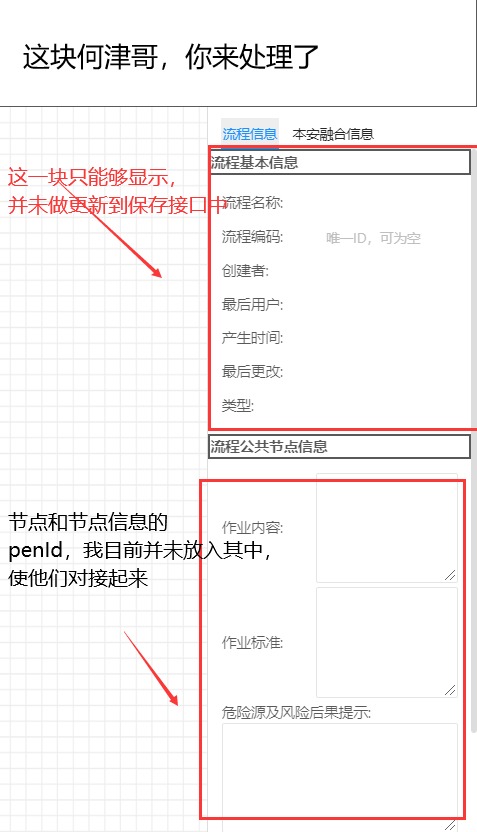 这块何津哥，你来处理了
流程信息 本安融合信息
流程基本信息
这一块只能够显示，
并未做更新到保存接口中
流程名称:
流程编码: 唯一ID，可为空
创建者:
最后用户:
产生时间:
最后更改:
类型:
流程公共节点信息
节点和节点信息的
penId，我目前并未放入其中，
使他们对接起来
作业内容:
作业标准:
危险源及风险后果提示: